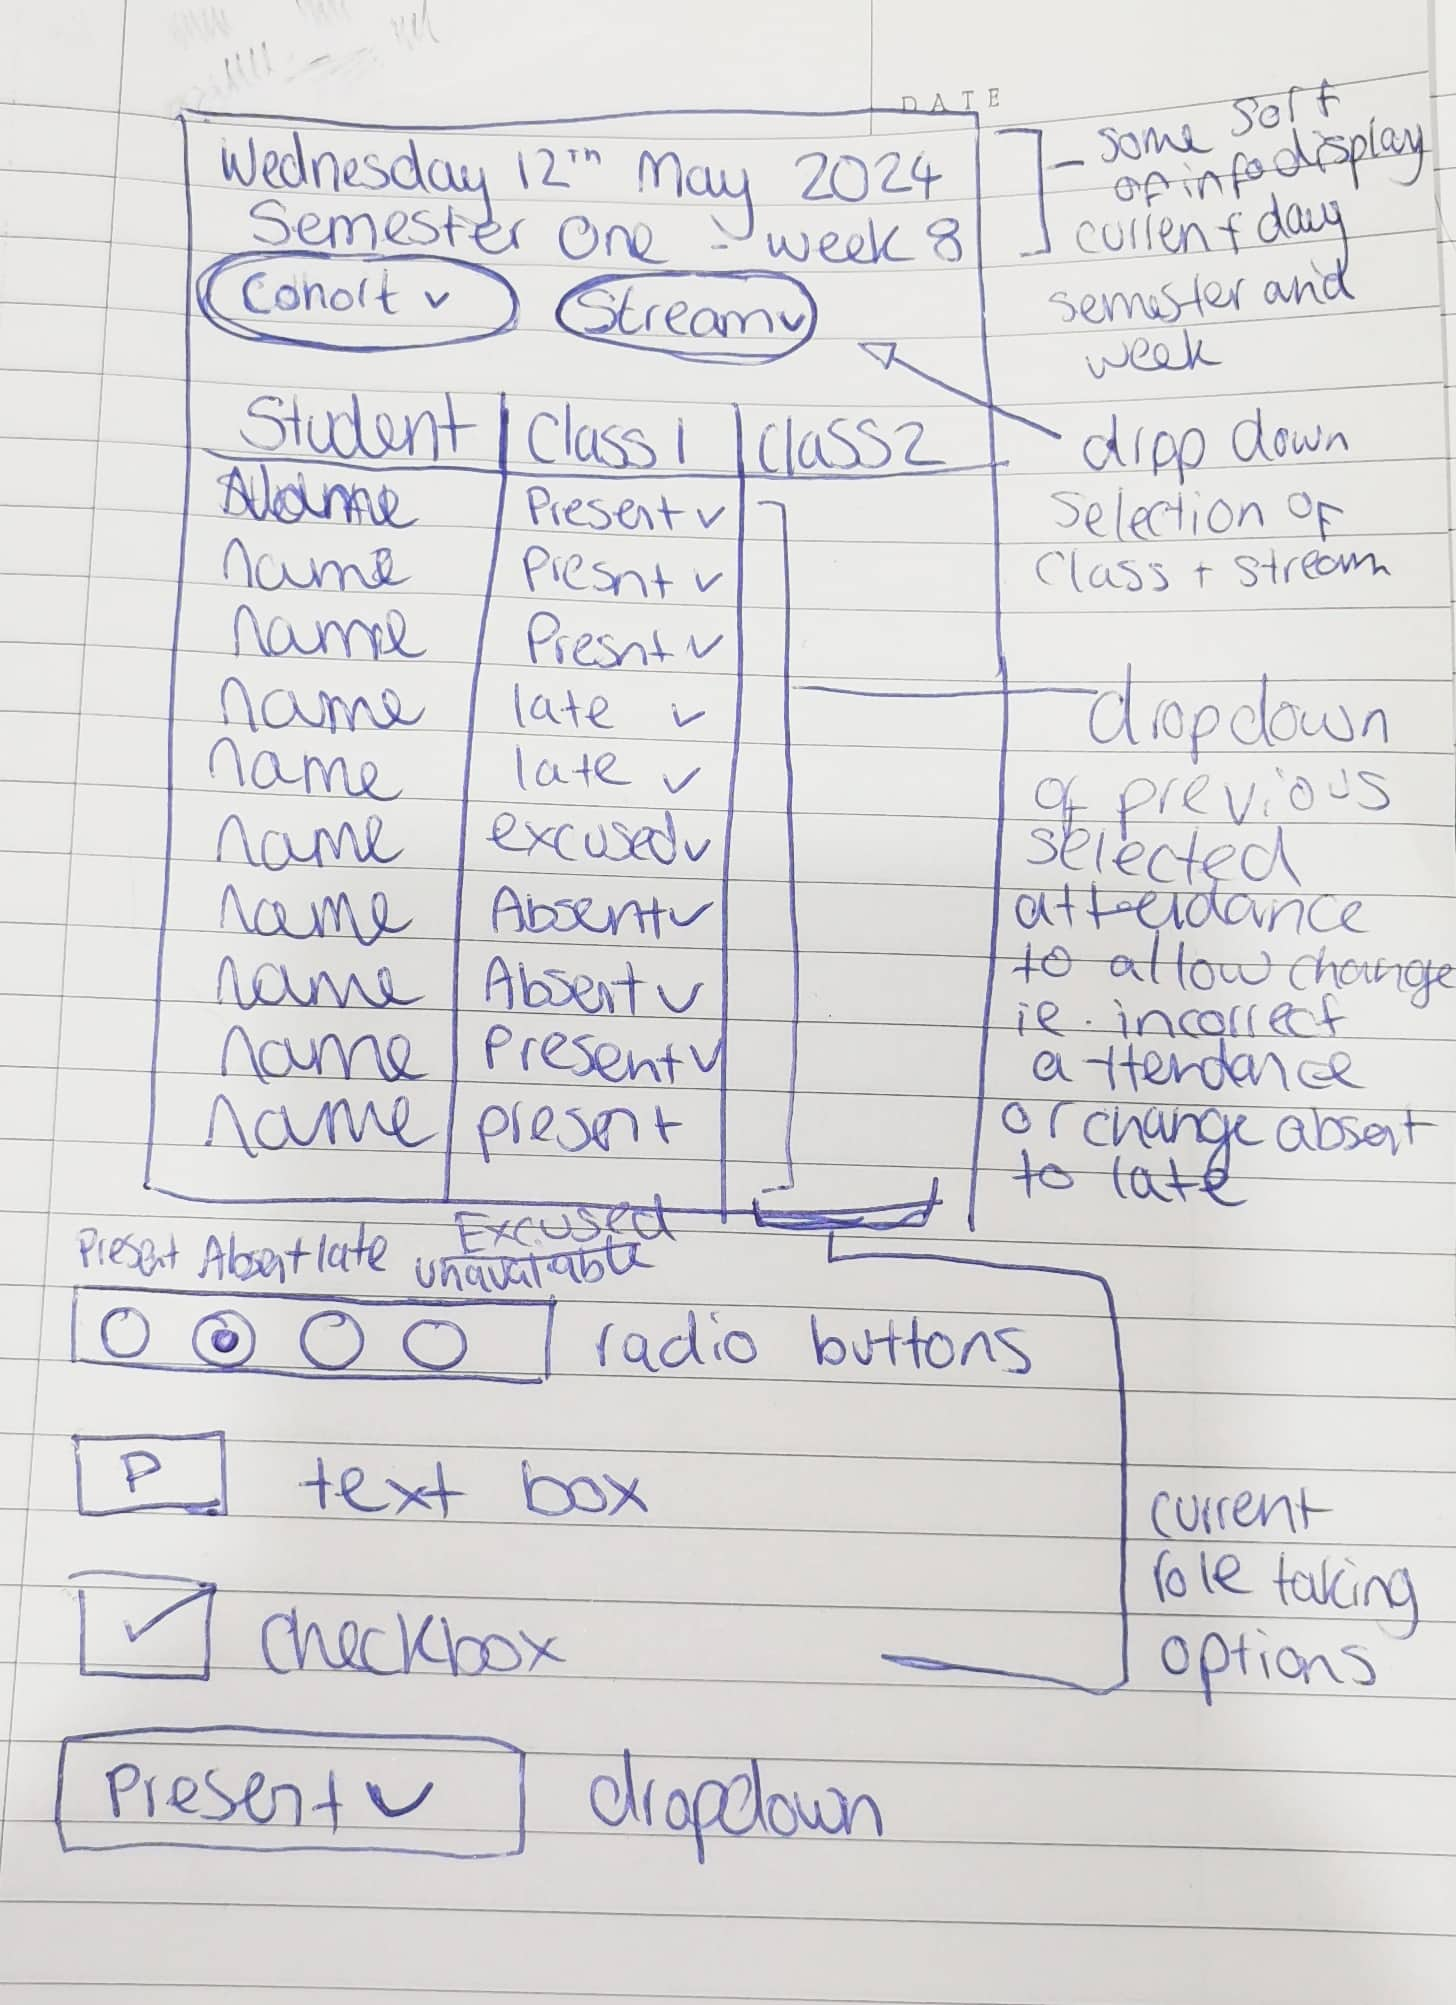 DATE
Wednesday 12th May 2024
Semester One - week 8
Cohort Stream
Student Class 1 Class 2
Name Present
name Presnt
name Presnt
name late
name late
name excused
name Absent
name Absent
name Present
name present
- some sort
of info display
current day
semester and
week
drop down
Selection of
Class + stream
dropdown
of previous
selected
attendance
to allow change
ie. incorrect
attendance
or change absent
to late
Excused
Present Absent late unavalable
radio buttons
P text box
checkbox
Present dropdown
current
role taking
options